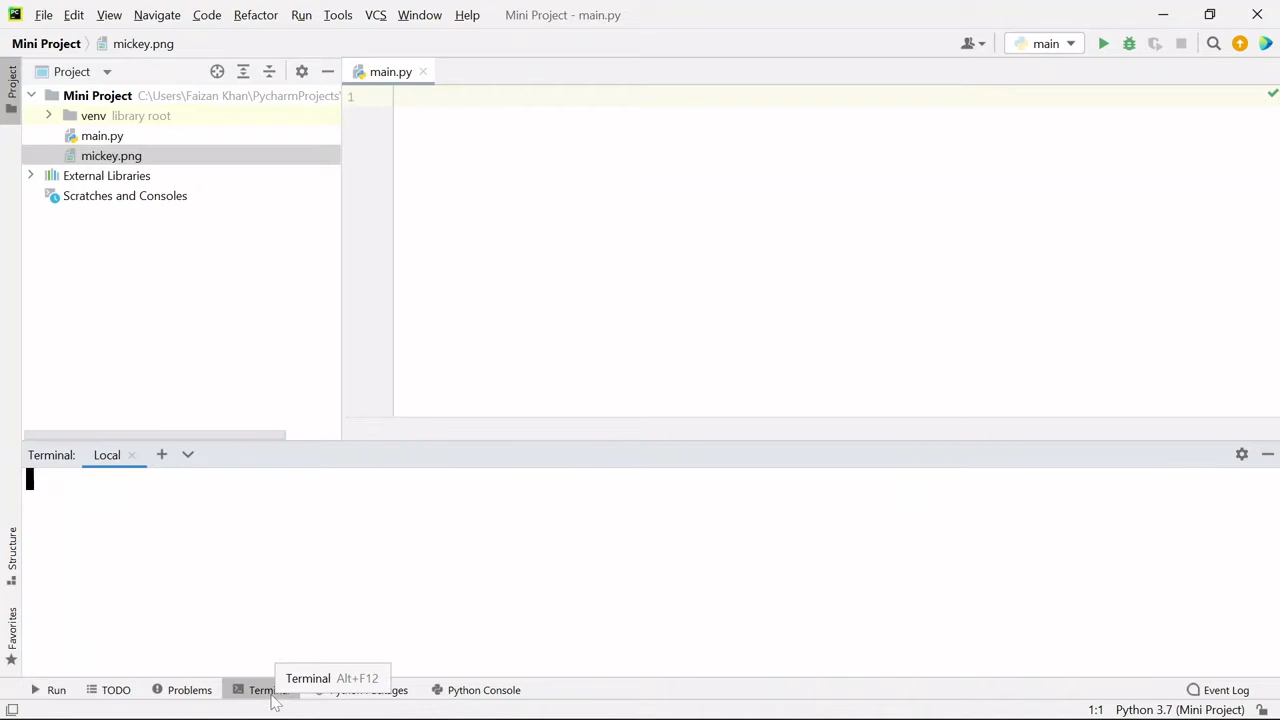 PC File Edit View Navigate Code Refactor Run Tools VCS Window Help Mini Project - main.py
Mini Project mickey.png main
Project main.py
Project
Mini Project C:\Users\Faizan Khan\PycharmProjects\
venv library root
main.py
mickey.png
External Libraries
Scratches and Consoles
1
Terminal: Local
Structure
Favorites
Terminal Alt+F12
Run TODO Problems Python Console Event Log
1:1 Python 3.7 (Mini Project)